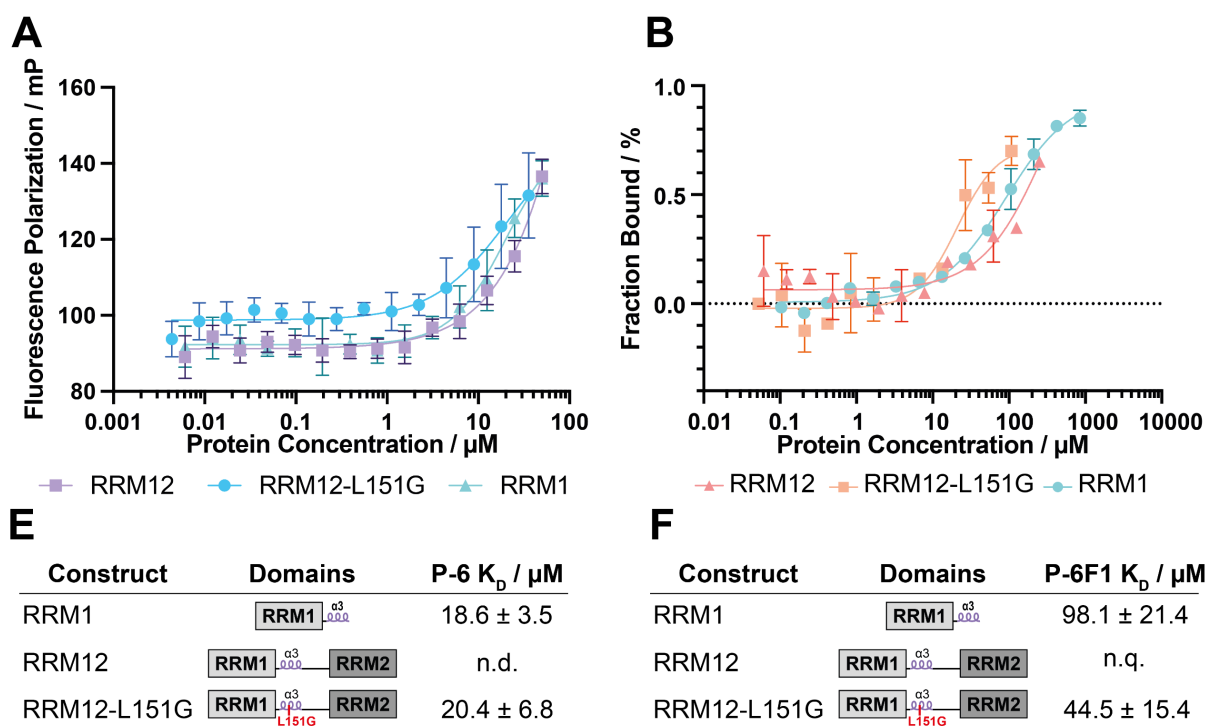 A
Fluorescence Polarization / mP
160
140
120
100
80
0.001 0.01 0.1 1 10 100
Protein Concentration / µM
RRM12 RRM12-L151G RRM1
B
Fraction Bound / %
1.0
0.5
0.0
0.01 0.1 1 10 100 1000 10000
Protein Concentration / µM
RRM12 RRM12-L151G RRM1
E
Construct Domains P-6 KD / µM
RRM1 RRM1 α3 18.6 ± 3.5
RRM12 RRM1 α3 RRM2 n.d.
RRM12-L151G RRM1 α3 L151G RRM2 20.4 ± 6.8
F
Construct Domains P-6F1 KD / µM
RRM1 RRM1 α3 98.1 ± 21.4
RRM12 RRM1 α3 RRM2 n.q.
RRM12-L151G RRM1 α3 L151G RRM2 44.5 ± 15.4